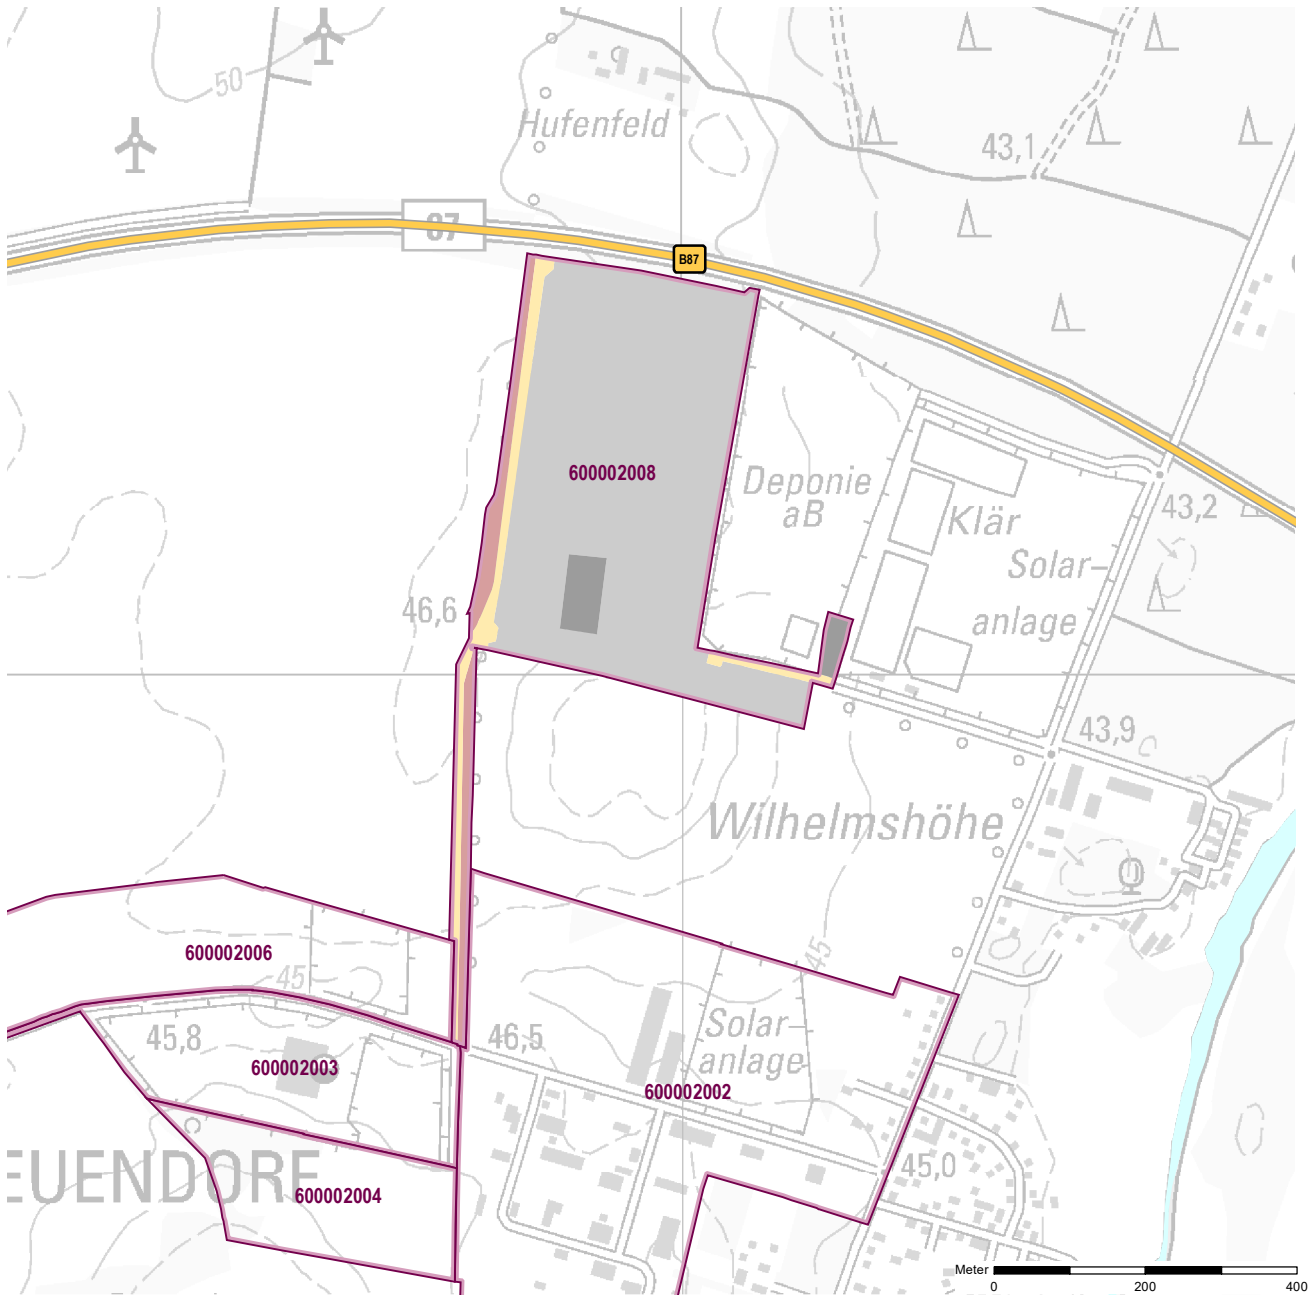 50
Hufenfeld
43,1
87
B87
600002008
Deponie
aB
Klär
43,2
Solar–
anlage
46,6
43,9
Wilhelmshöhe
600002006
45
45
45,8
46,5
Solar–
anlage
600002003
600002002
EUENDORF
45,0
600002004
Meter
0
200
400